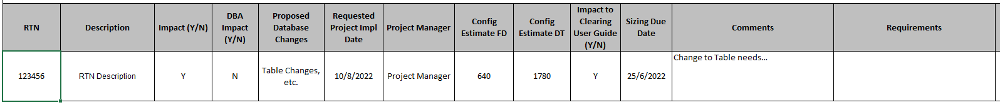 RTN
Description
Impact (Y/N)
DBA
Impact
(Y/N)
Proposed
Database
Changes
Requested
Project Impl
Date
Project Manager
Config
Estimate FD
Config
Estimate DT
Impact to
Clearing
User Guide
(Y/N)
Sizing Due
Date
Comments
Requirements
123456
RTN Description
Y
N
Table Changes,
etc.
10/8/2022
Project Manager
640
1780
Y
25/6/2022
Change to Table needs...